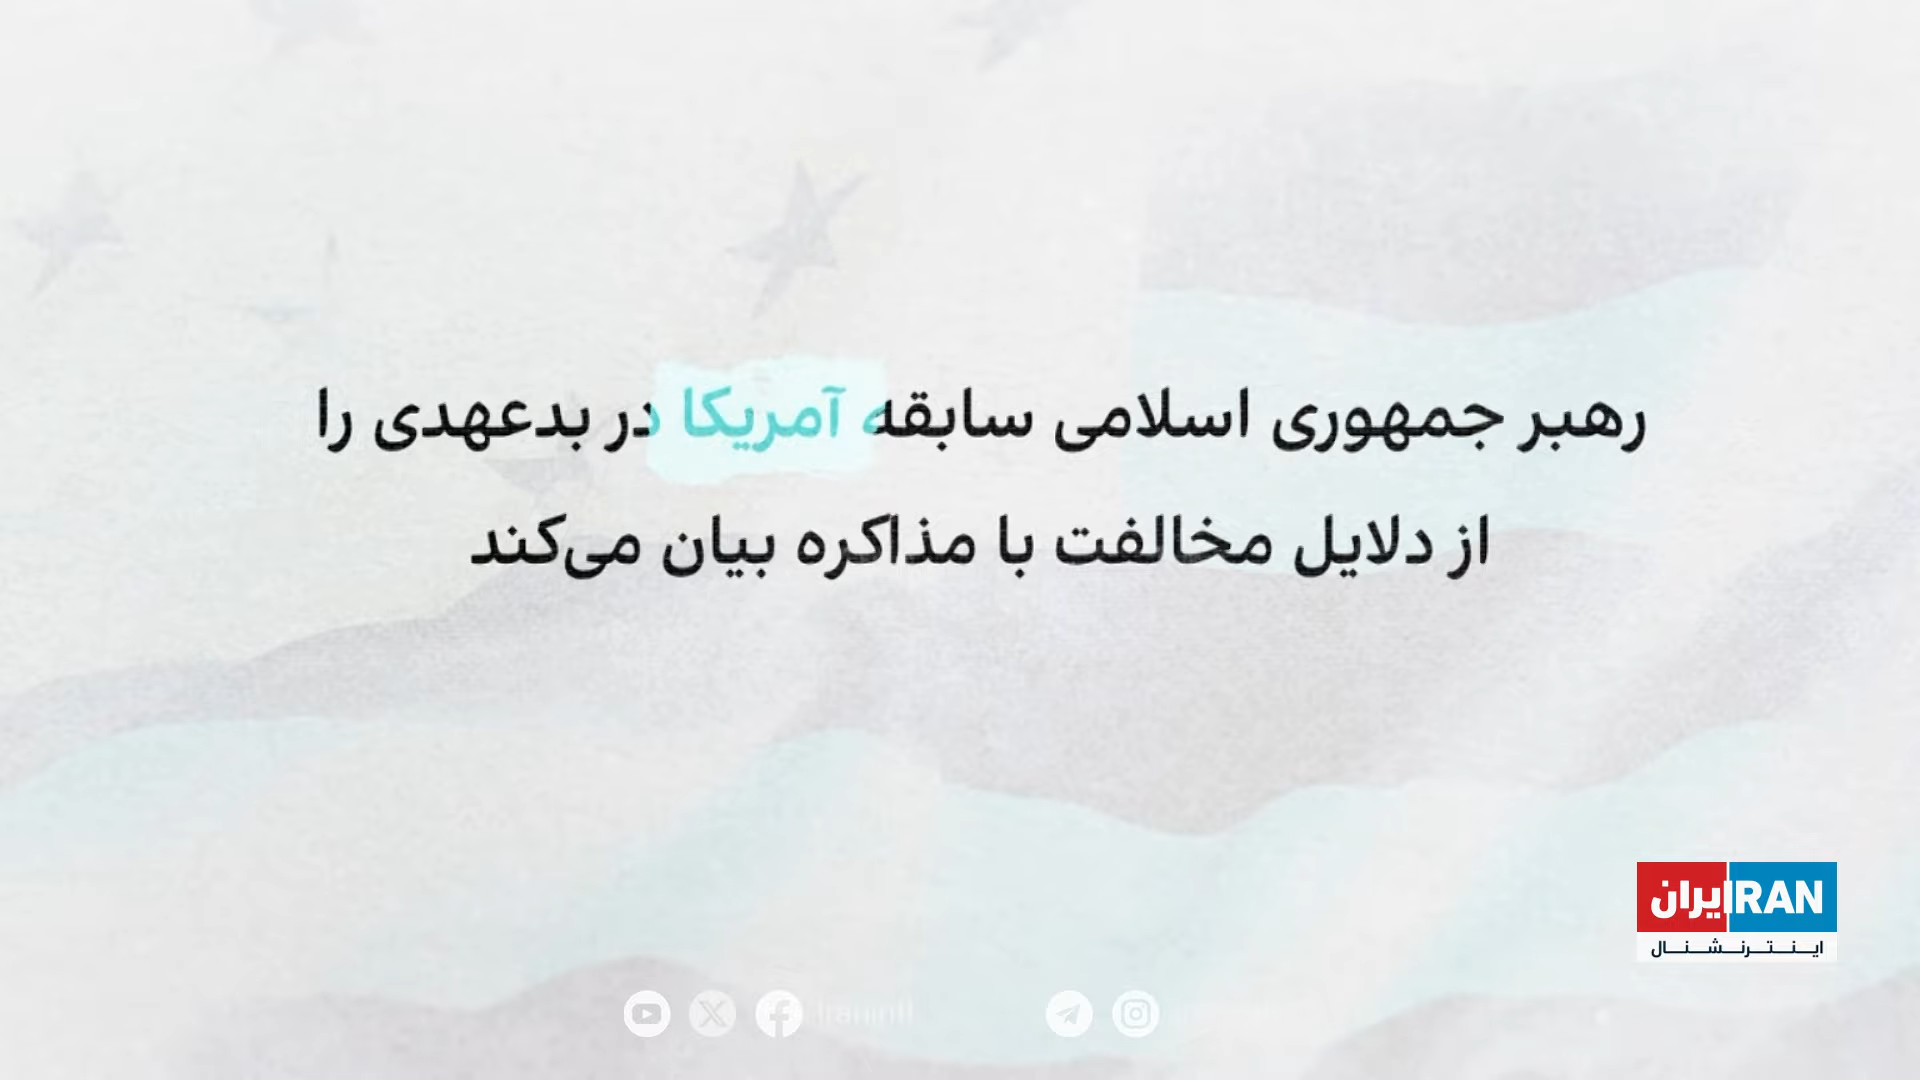 رهبر جمهوری اسلامی سابقه آمریکا در بدعهدی را
از دلایل مخالفت با مذاکره بیان می‌کند
ایران IRAN
اینترنشنال
iranintl